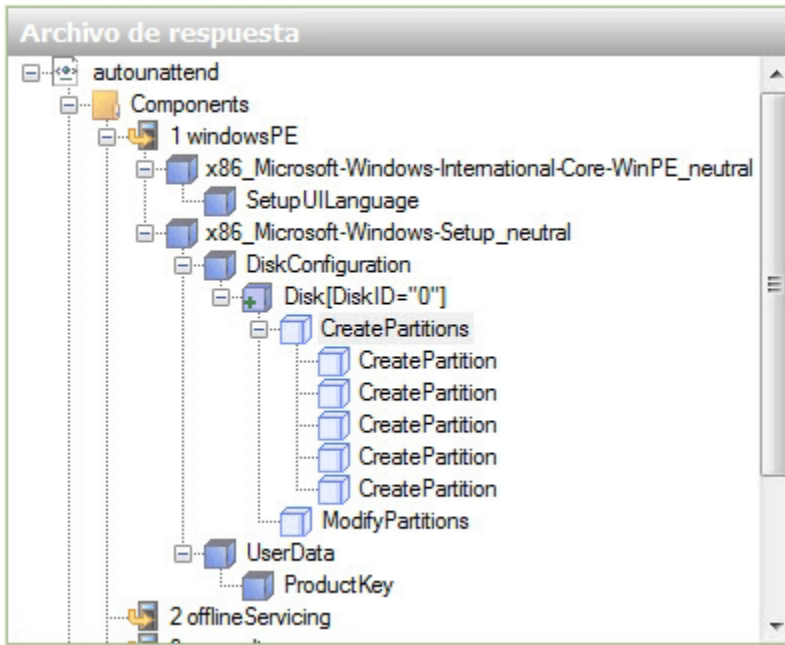 Archivo de respuesta
autounattend
Components
1 windowsPE
x86_Microsoft-Windows-International-Core-WinPE_neutral
SetupUILanguage
x86_Microsoft-Windows-Setup_neutral
DiskConfiguration
Disk[DiskID="0"]
CreatePartitions
CreatePartition
CreatePartition
CreatePartition
CreatePartition
CreatePartition
ModifyPartitions
UserData
ProductKey
2 offlineServicing